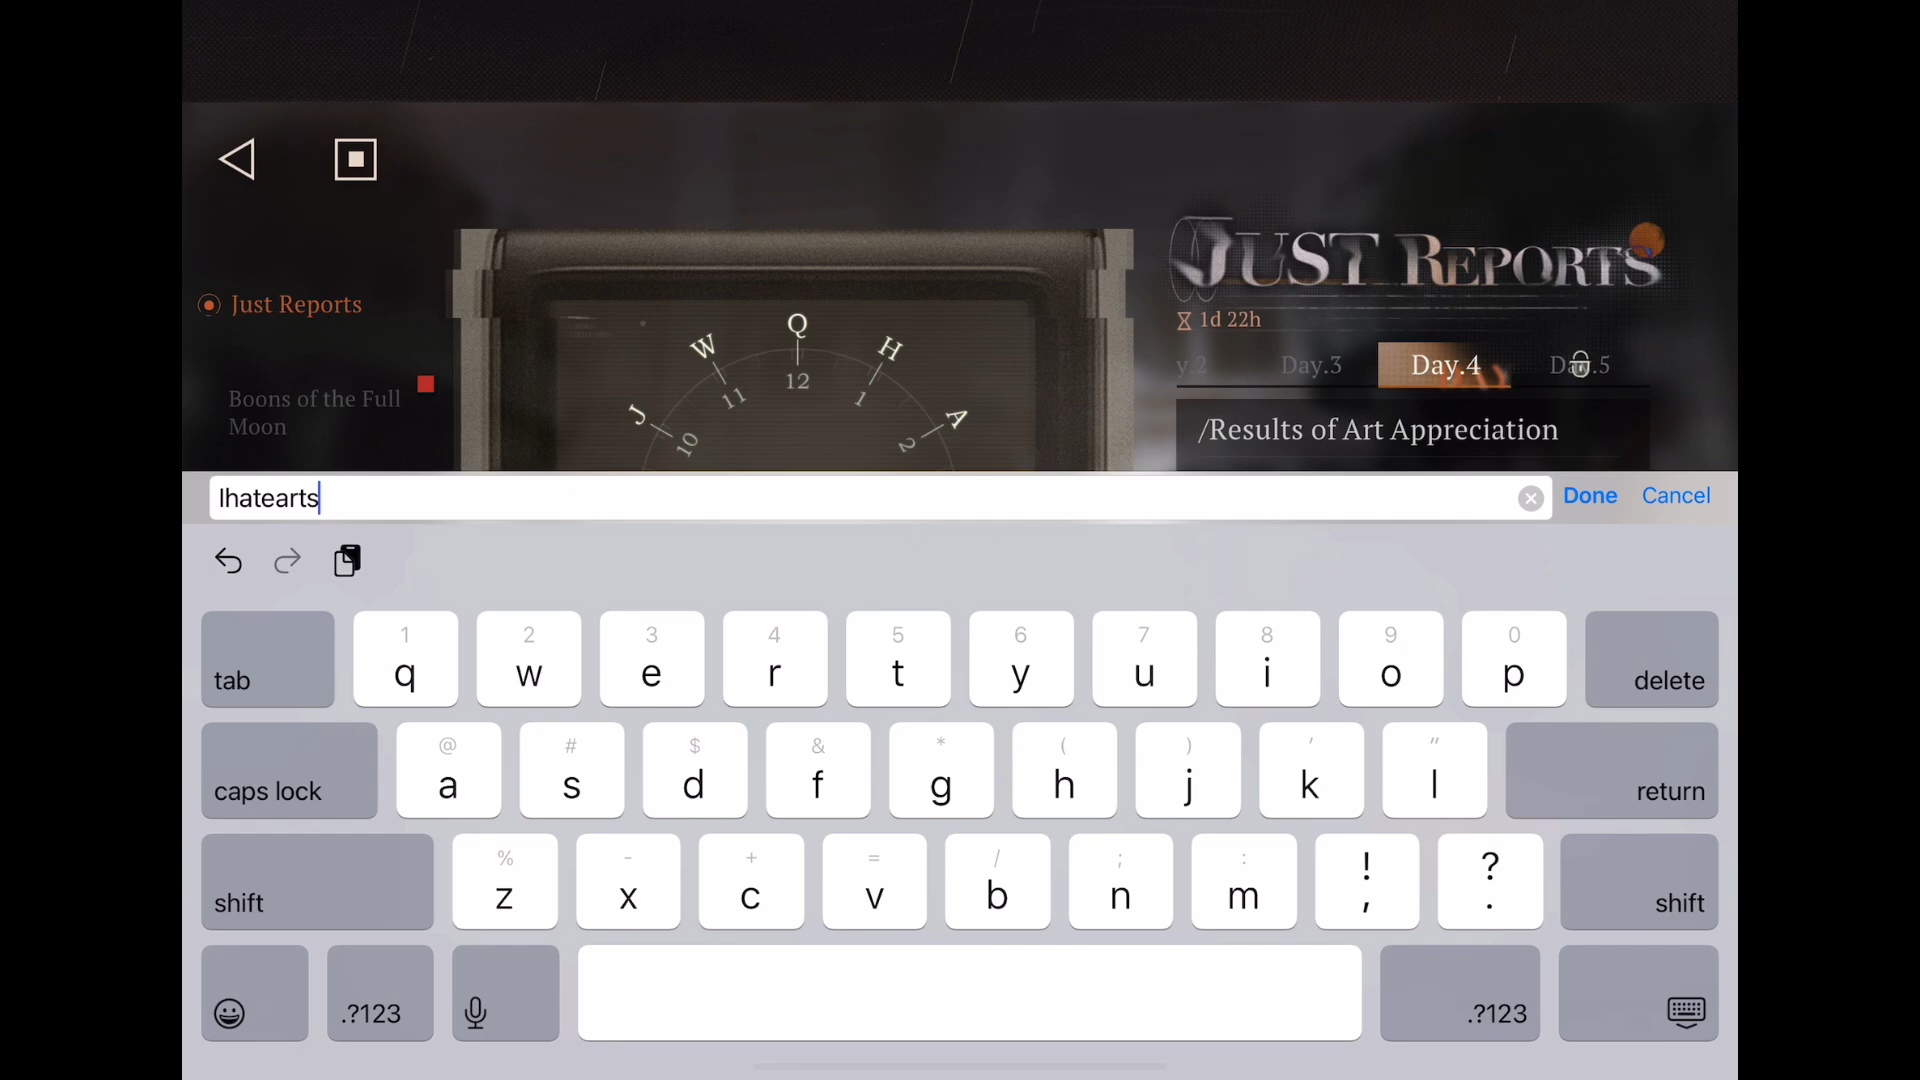 JUST REPORTS
Just Reports
1d 22h
Boons of the Full
Moon
W Q H
J A
10 11 12 1 2
y.2 Day.3 Day.4 Day.5
/Results of Art Appreciation
Ihatearts Done Cancel
tab 1 q 2 w 3 e 4 r 5 t 6 y 7 u 8 i 9 o 0 p delete
caps lock @ a # s $ d & f * g ( h ) j ' k " l return
shift % z - x + c = v / b ; n : m ! , ? . shift
.?123 .?123